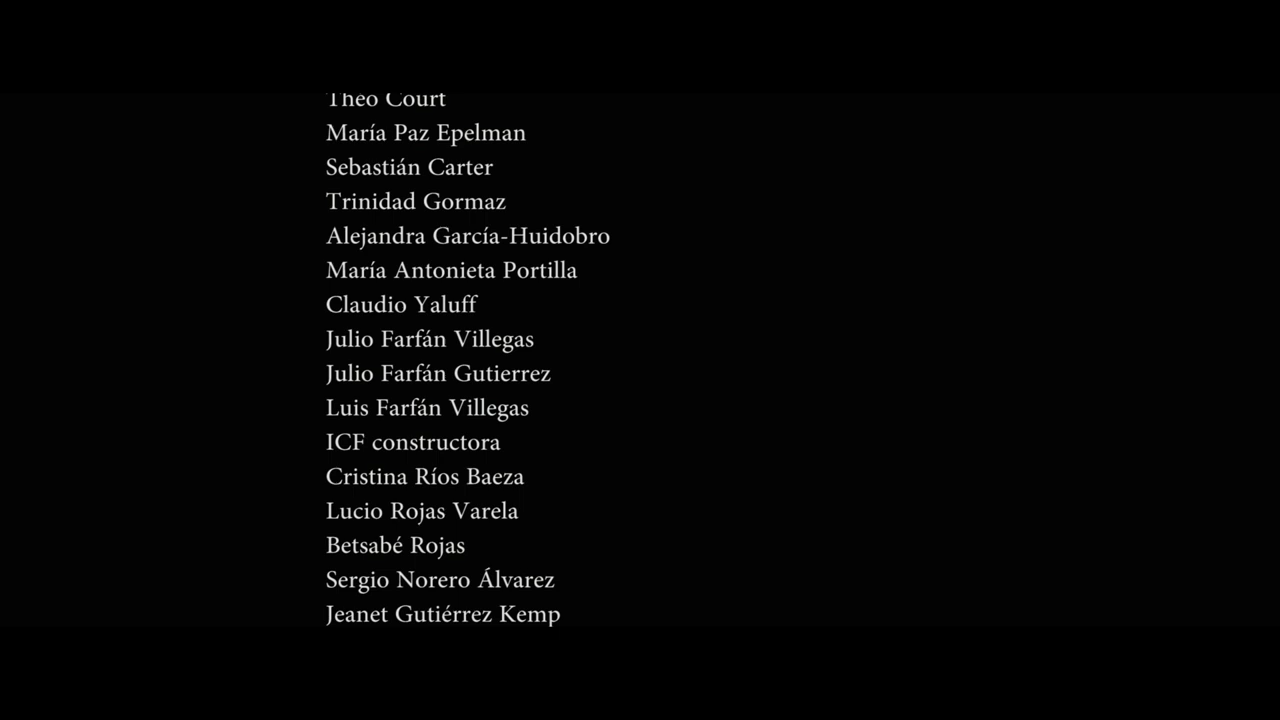 Theo Court
María Paz Epelman
Sebastián Carter
Trinidad Gormaz
Alejandra García-Huidobro
María Antonieta Portilla
Claudio Yaluff
Julio Farfán Villegas
Julio Farfán Gutierrez
Luis Farfán Villegas
ICF constructora
Cristina Ríos Baeza
Lucio Rojas Varela
Betsabé Rojas
Sergio Norero Álvarez
Jeanet Gutiérrez Kemp